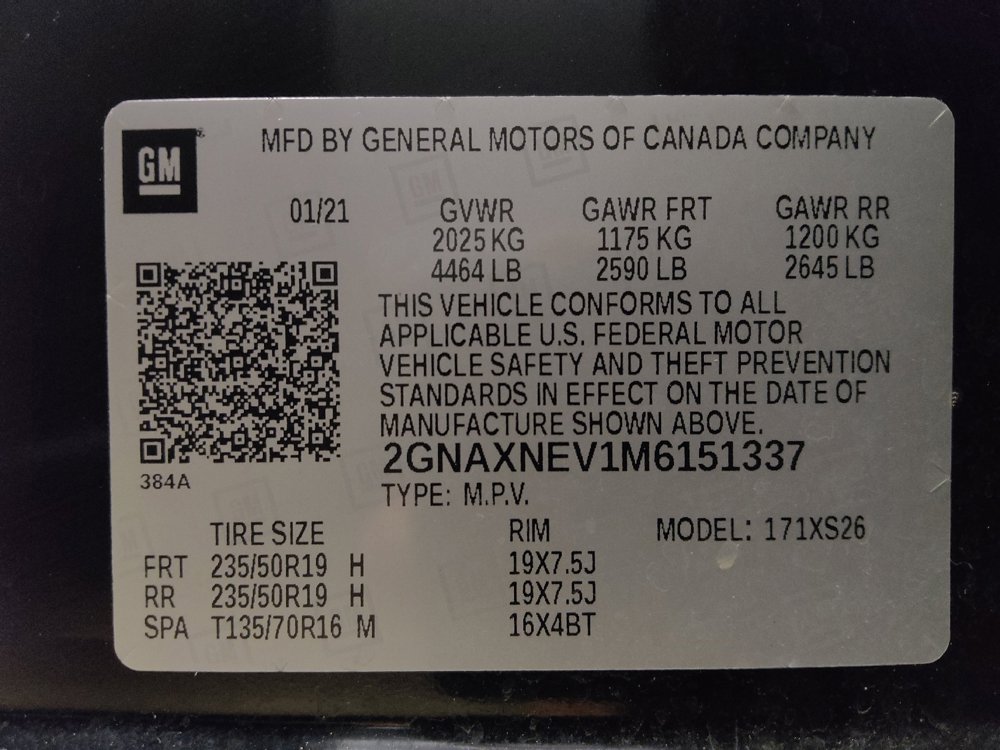 GM
MFD BY GENERAL MOTORS OF CANADA COMPANY
01/21 GVWR GAWR FRT GAWR RR
2025 KG 1175 KG 1200 KG
4464 LB 2590 LB 2645 LB
THIS VEHICLE CONFORMS TO ALL
APPLICABLE U.S. FEDERAL MOTOR
VEHICLE SAFETY AND THEFT PREVENTION
STANDARDS IN EFFECT ON THE DATE OF
MANUFACTURE SHOWN ABOVE.
2GNAXNEV1M6151337
384A
TYPE: M.P.V.
TIRE SIZE RIM MODEL: 171XS26
FRT 235/50R19 H 19X7.5J
RR 235/50R19 H 19X7.5J
SPA T135/70R16 M 16X4BT